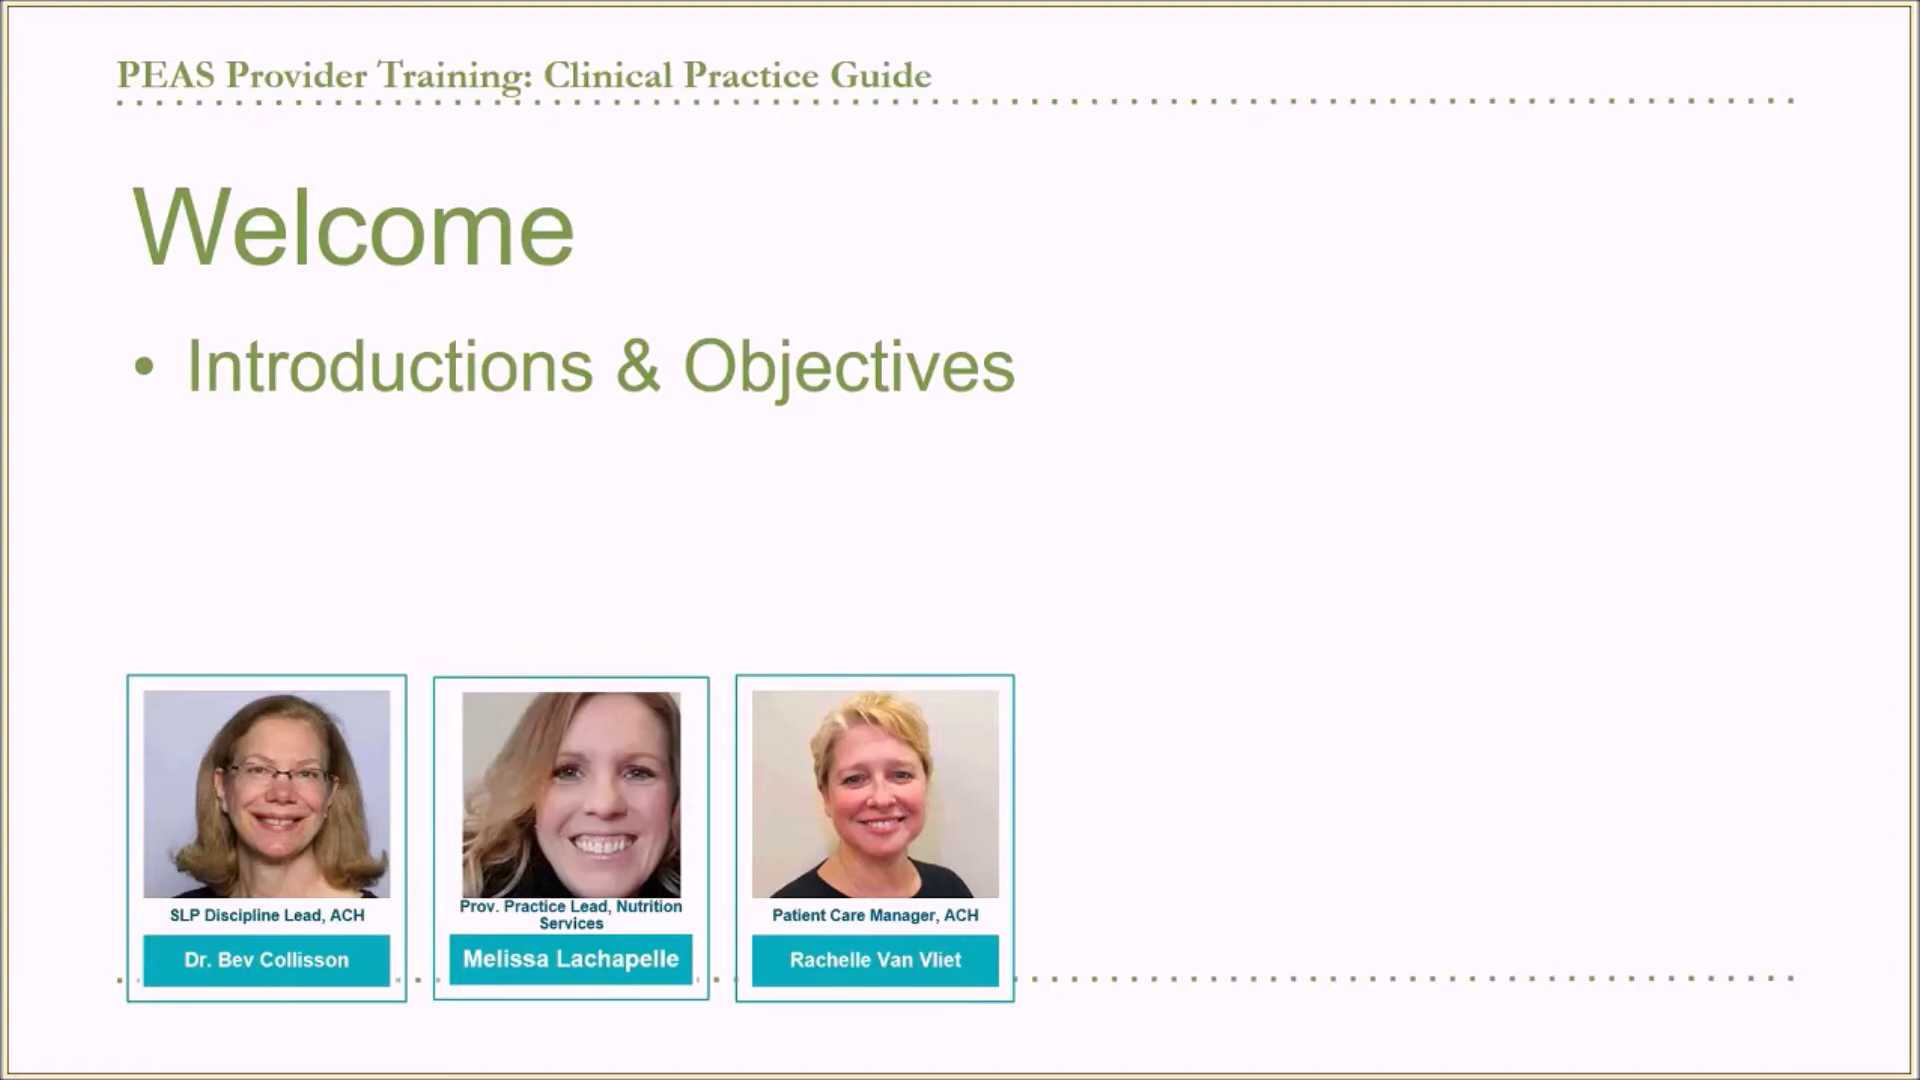 PEAS Provider Training: Clinical Practice Guide
Welcome
• Introductions & Objectives
SLP Discipline Lead, ACH
Dr. Bev Collisson
Prov. Practice Lead, Nutrition
Services
Melissa Lachapelle
Patient Care Manager, ACH
Rachelle Van Vliet